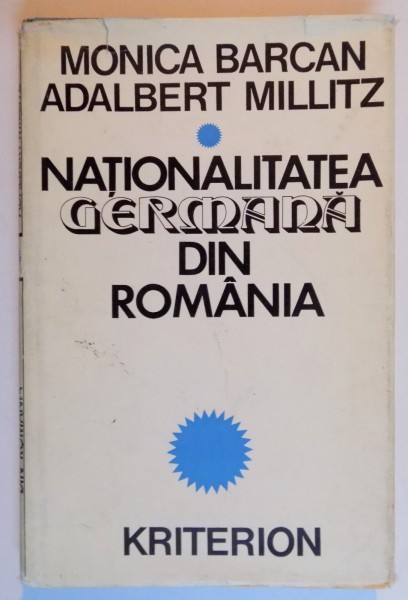 MONICA BARCAN
ADALBERT MILLITZ
NAȚIONALITATEA
GERMANĂ
DIN
ROMÂNIA
KRITERION